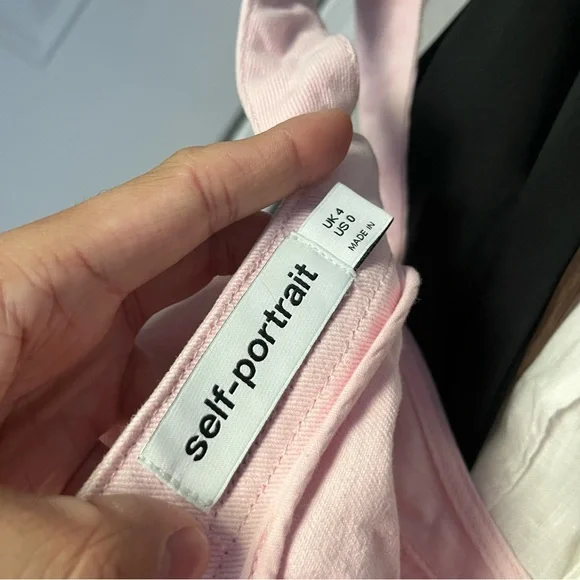 UK 4
US 0
MADE IN
self-portrait